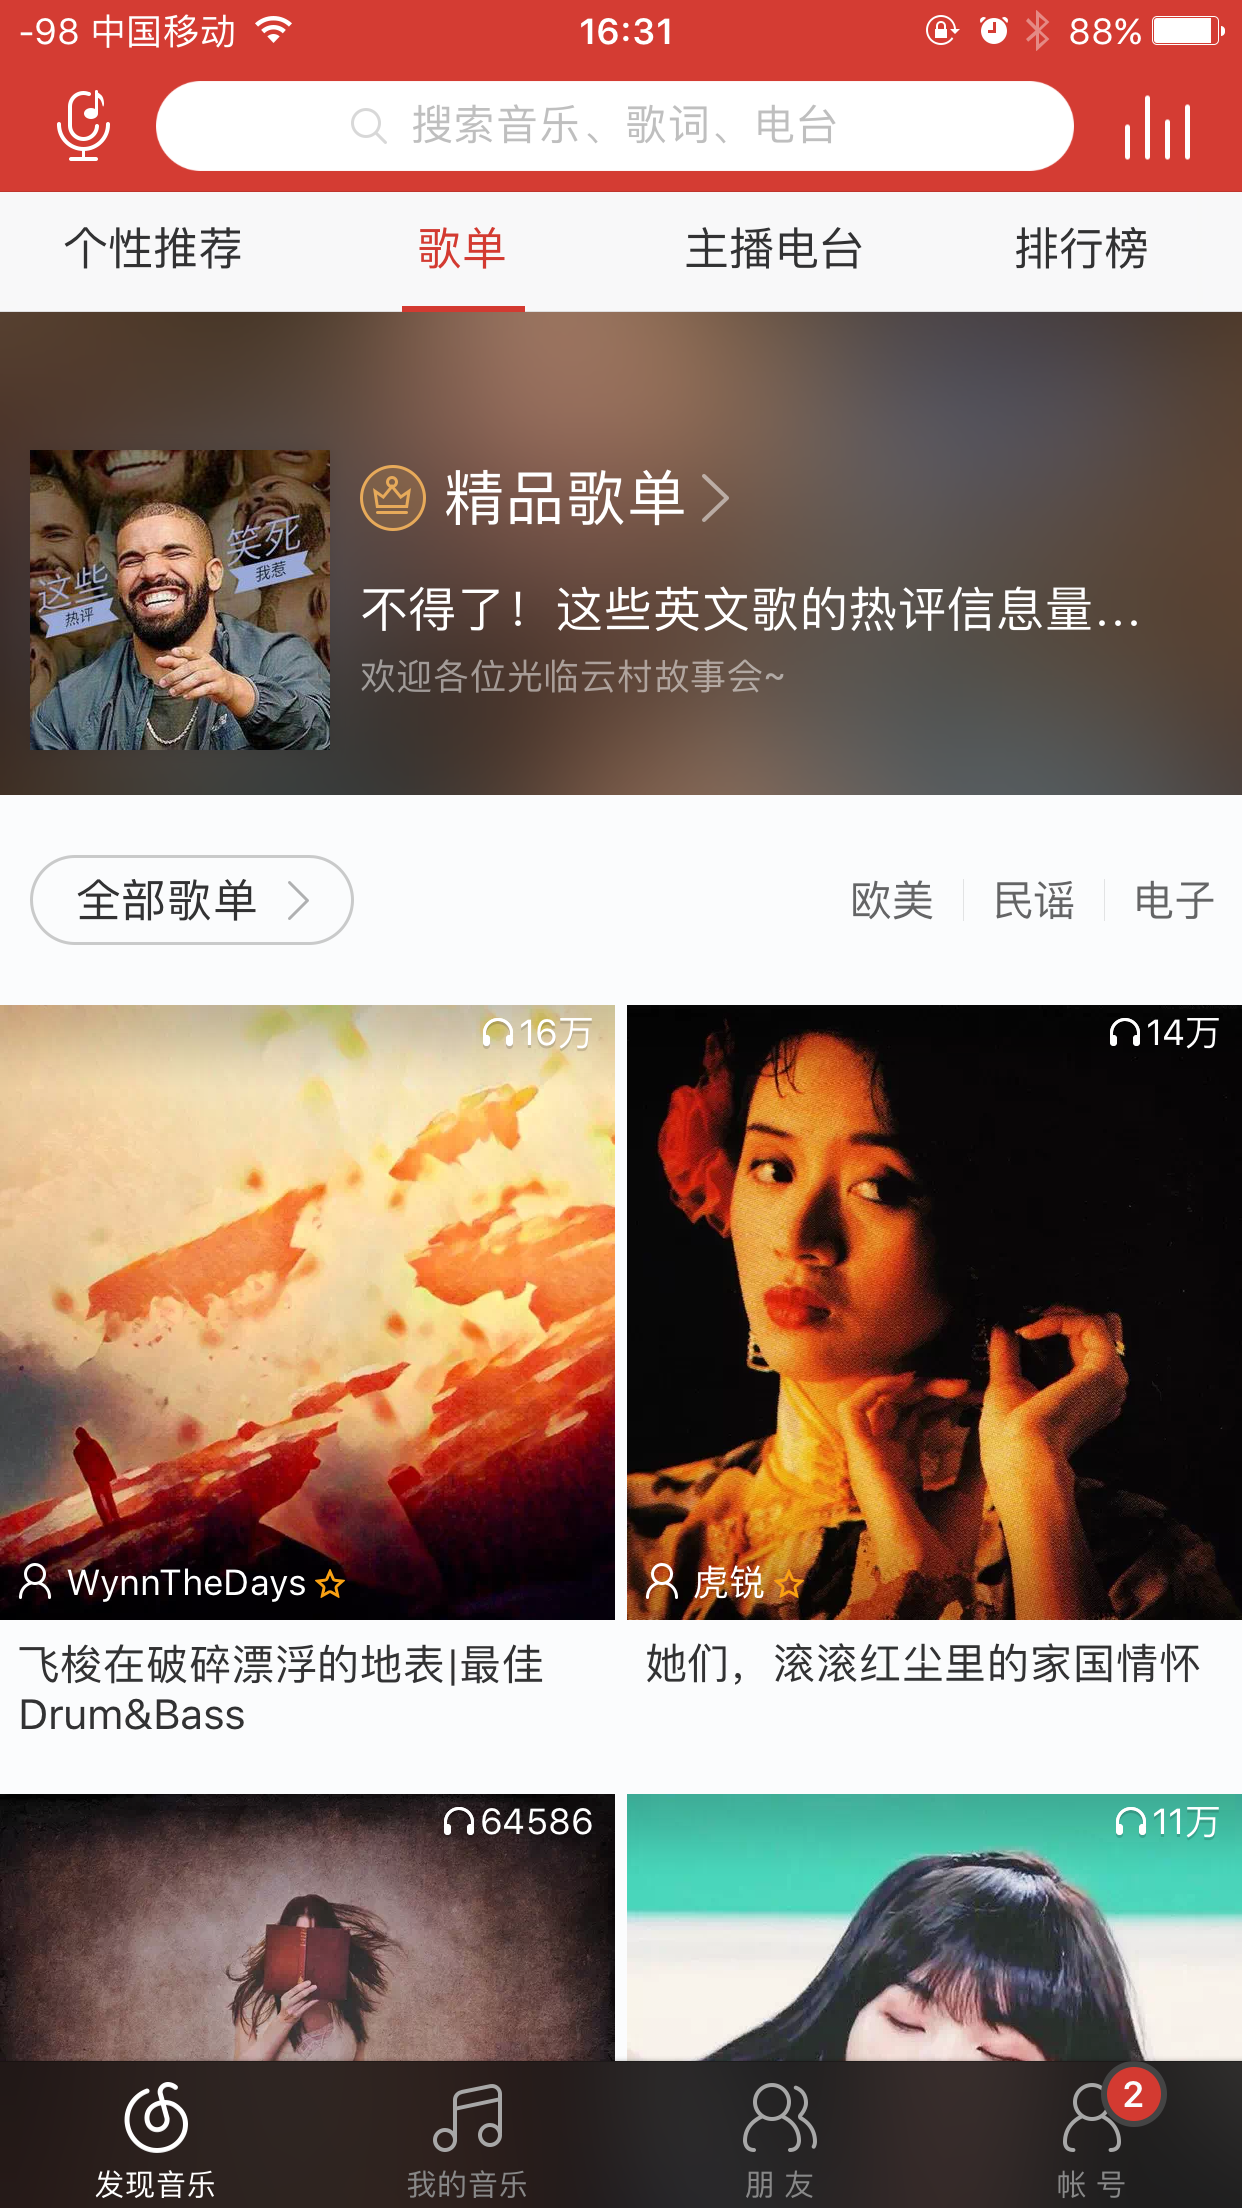 -98 中国移动 16:31 88%
搜索音乐、歌词、电台
个性推荐 歌单 主播电台 排行榜
精品歌单
这些 笑死
热评 我惹
不得了！这些英文歌的热评信息量...
欢迎各位光临云村故事会~
全部歌单 欧美 民谣 电子
16万 14万
WynnTheDays 虎锐
飞梭在破碎漂浮的地表|最佳 她们，滚滚红尘里的家国情怀
Drum&Bass
64586 11万
2
发现音乐 我的音乐 朋友 帐号